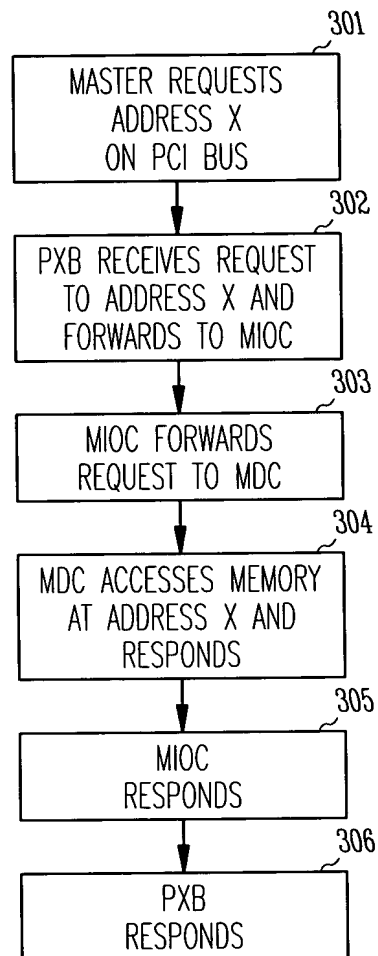 301
MASTER REQUESTS
ADDRESS X
ON PCI BUS
302
PXB RECEIVES REQUEST
TO ADDRESS X AND
FORWARDS TO MIOC
303
MIOC FORWARDS
REQUEST TO MDC
304
MDC ACCESSES MEMORY
AT ADDRESS X AND
RESPONDS
305
MIOC
RESPONDS
306
PXB
RESPONDS